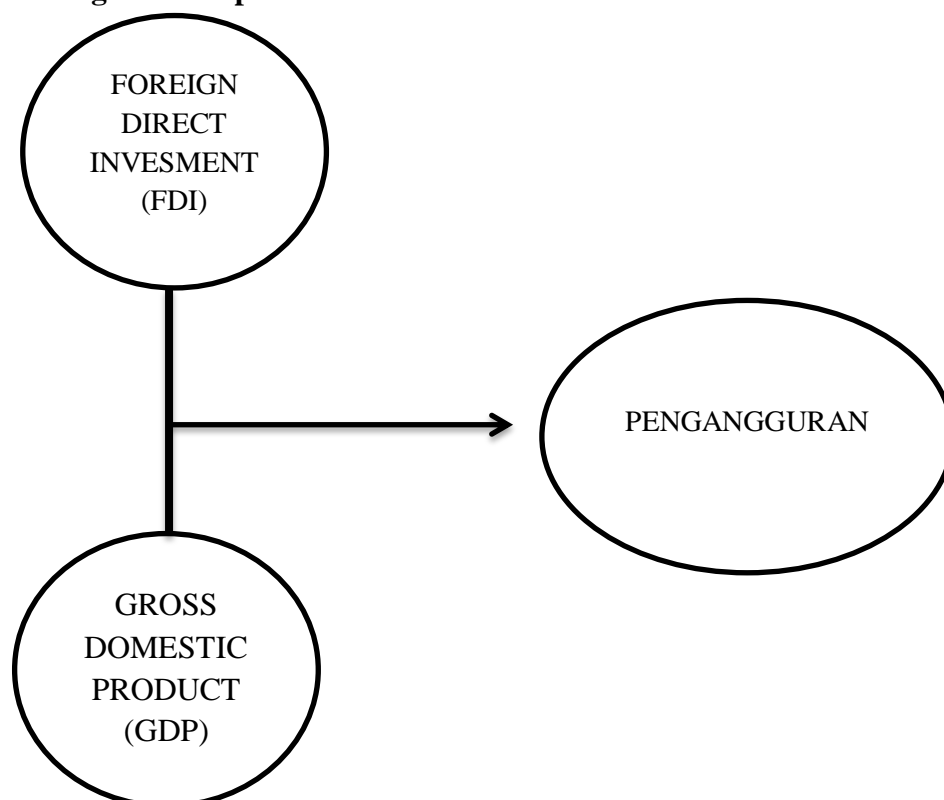 FOREIGN
DIRECT
INVESMENT
(FDI)
PENGANGGURAN
GROSS
DOMESTIC
PRODUCT
(GDP)